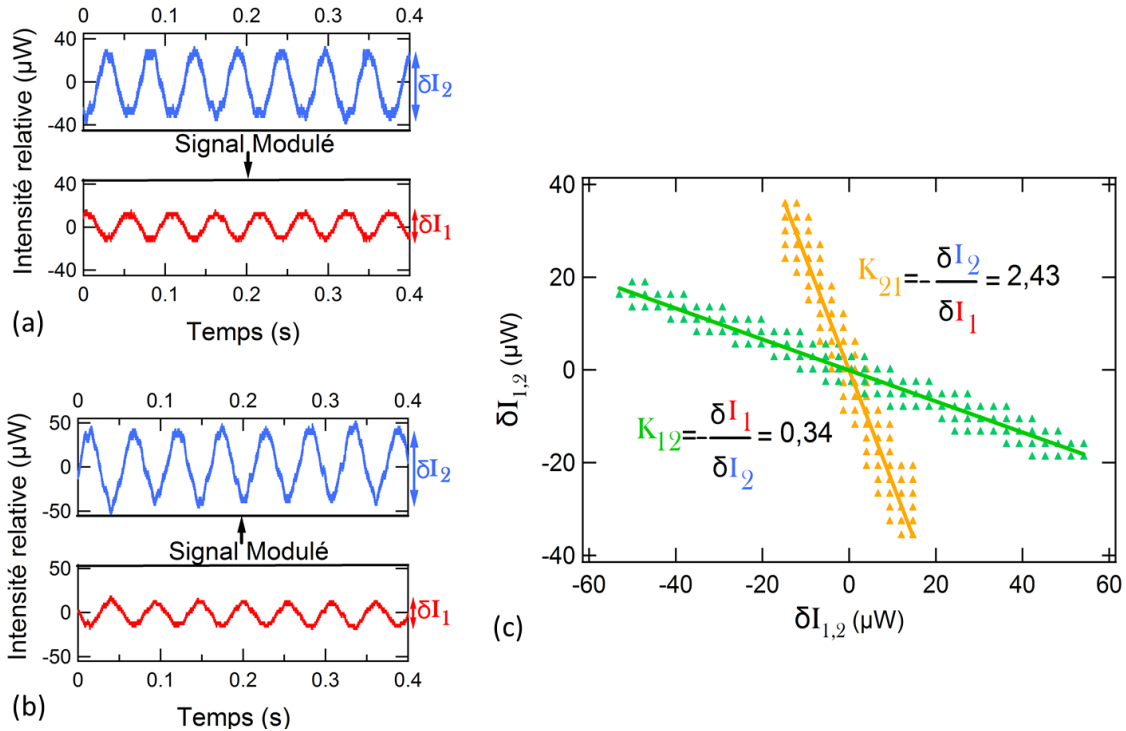 0 0.1 0.2 0.3 0.4
40
0
-40
δI2
Signal Modulé
40
0
-40
δI1
0 0.1 0.2 0.3 0.4
Intensité relative (µW)
Temps (s)
(a)
0 0.1 0.2 0.3 0.4
50
0
-50
δI2
Signal Modulé
50
0
-50
δI1
0 0.1 0.2 0.3 0.4
Intensité relative (µW)
Temps (s)
(b)
40
20
0
-20
-40
δI1,2 (µW)
K21=-δI2/δI1 = 2,43
K12=-δI1/δI2 = 0,34
-60 -40 -20 0 20 40 60
δI1,2 (µW)
(c)